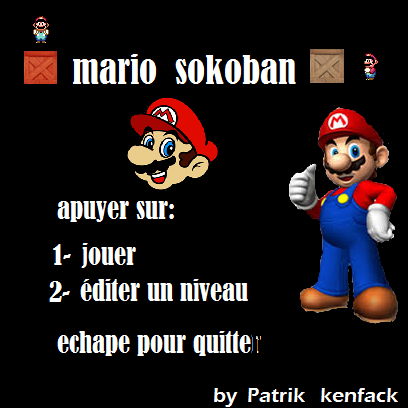 mario sokoban
apuyer sur:
1- jouer
2- éditer un niveau
echape pour quitter
by Patrik kenfack